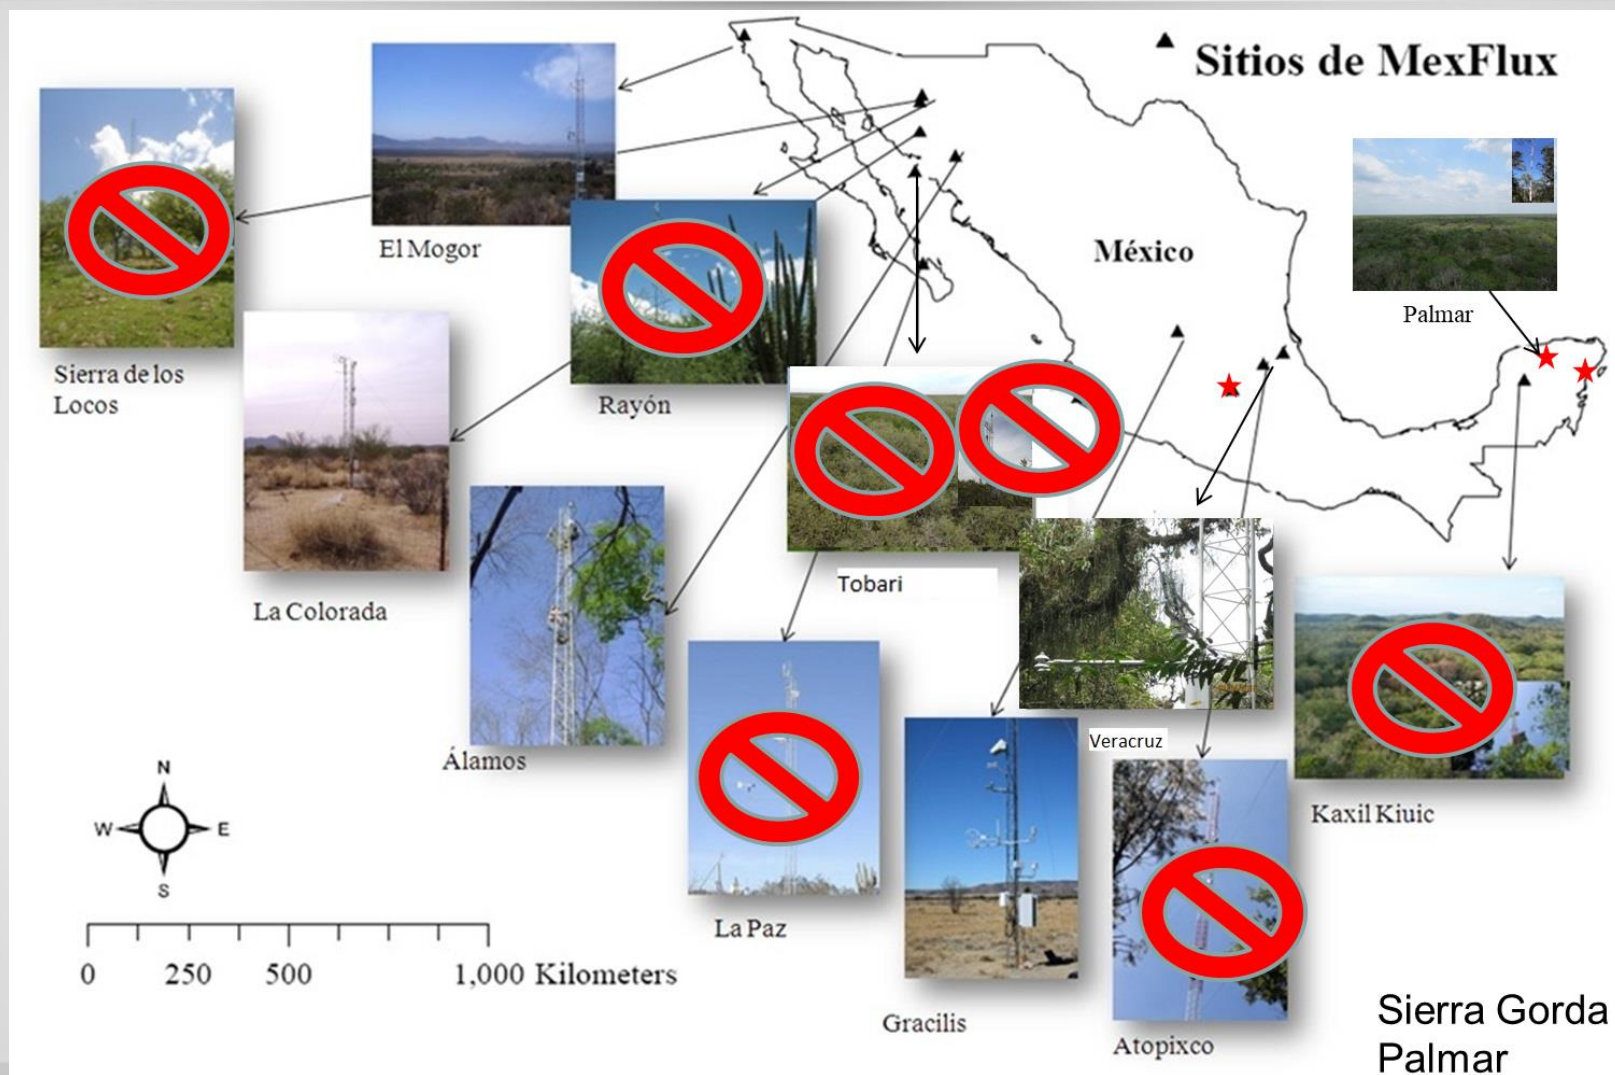 Sitios de MexFlux
México
Palmar
El Mogor
Sierra de los
Locos
Rayón
La Colorada
Tobari
Álamos
Veracruz
Kaxil Kiuic
La Paz
Gracilis
Atopixco
N
W E
S
0 250 500 1,000 Kilometers
Sierra Gorda
Palmar